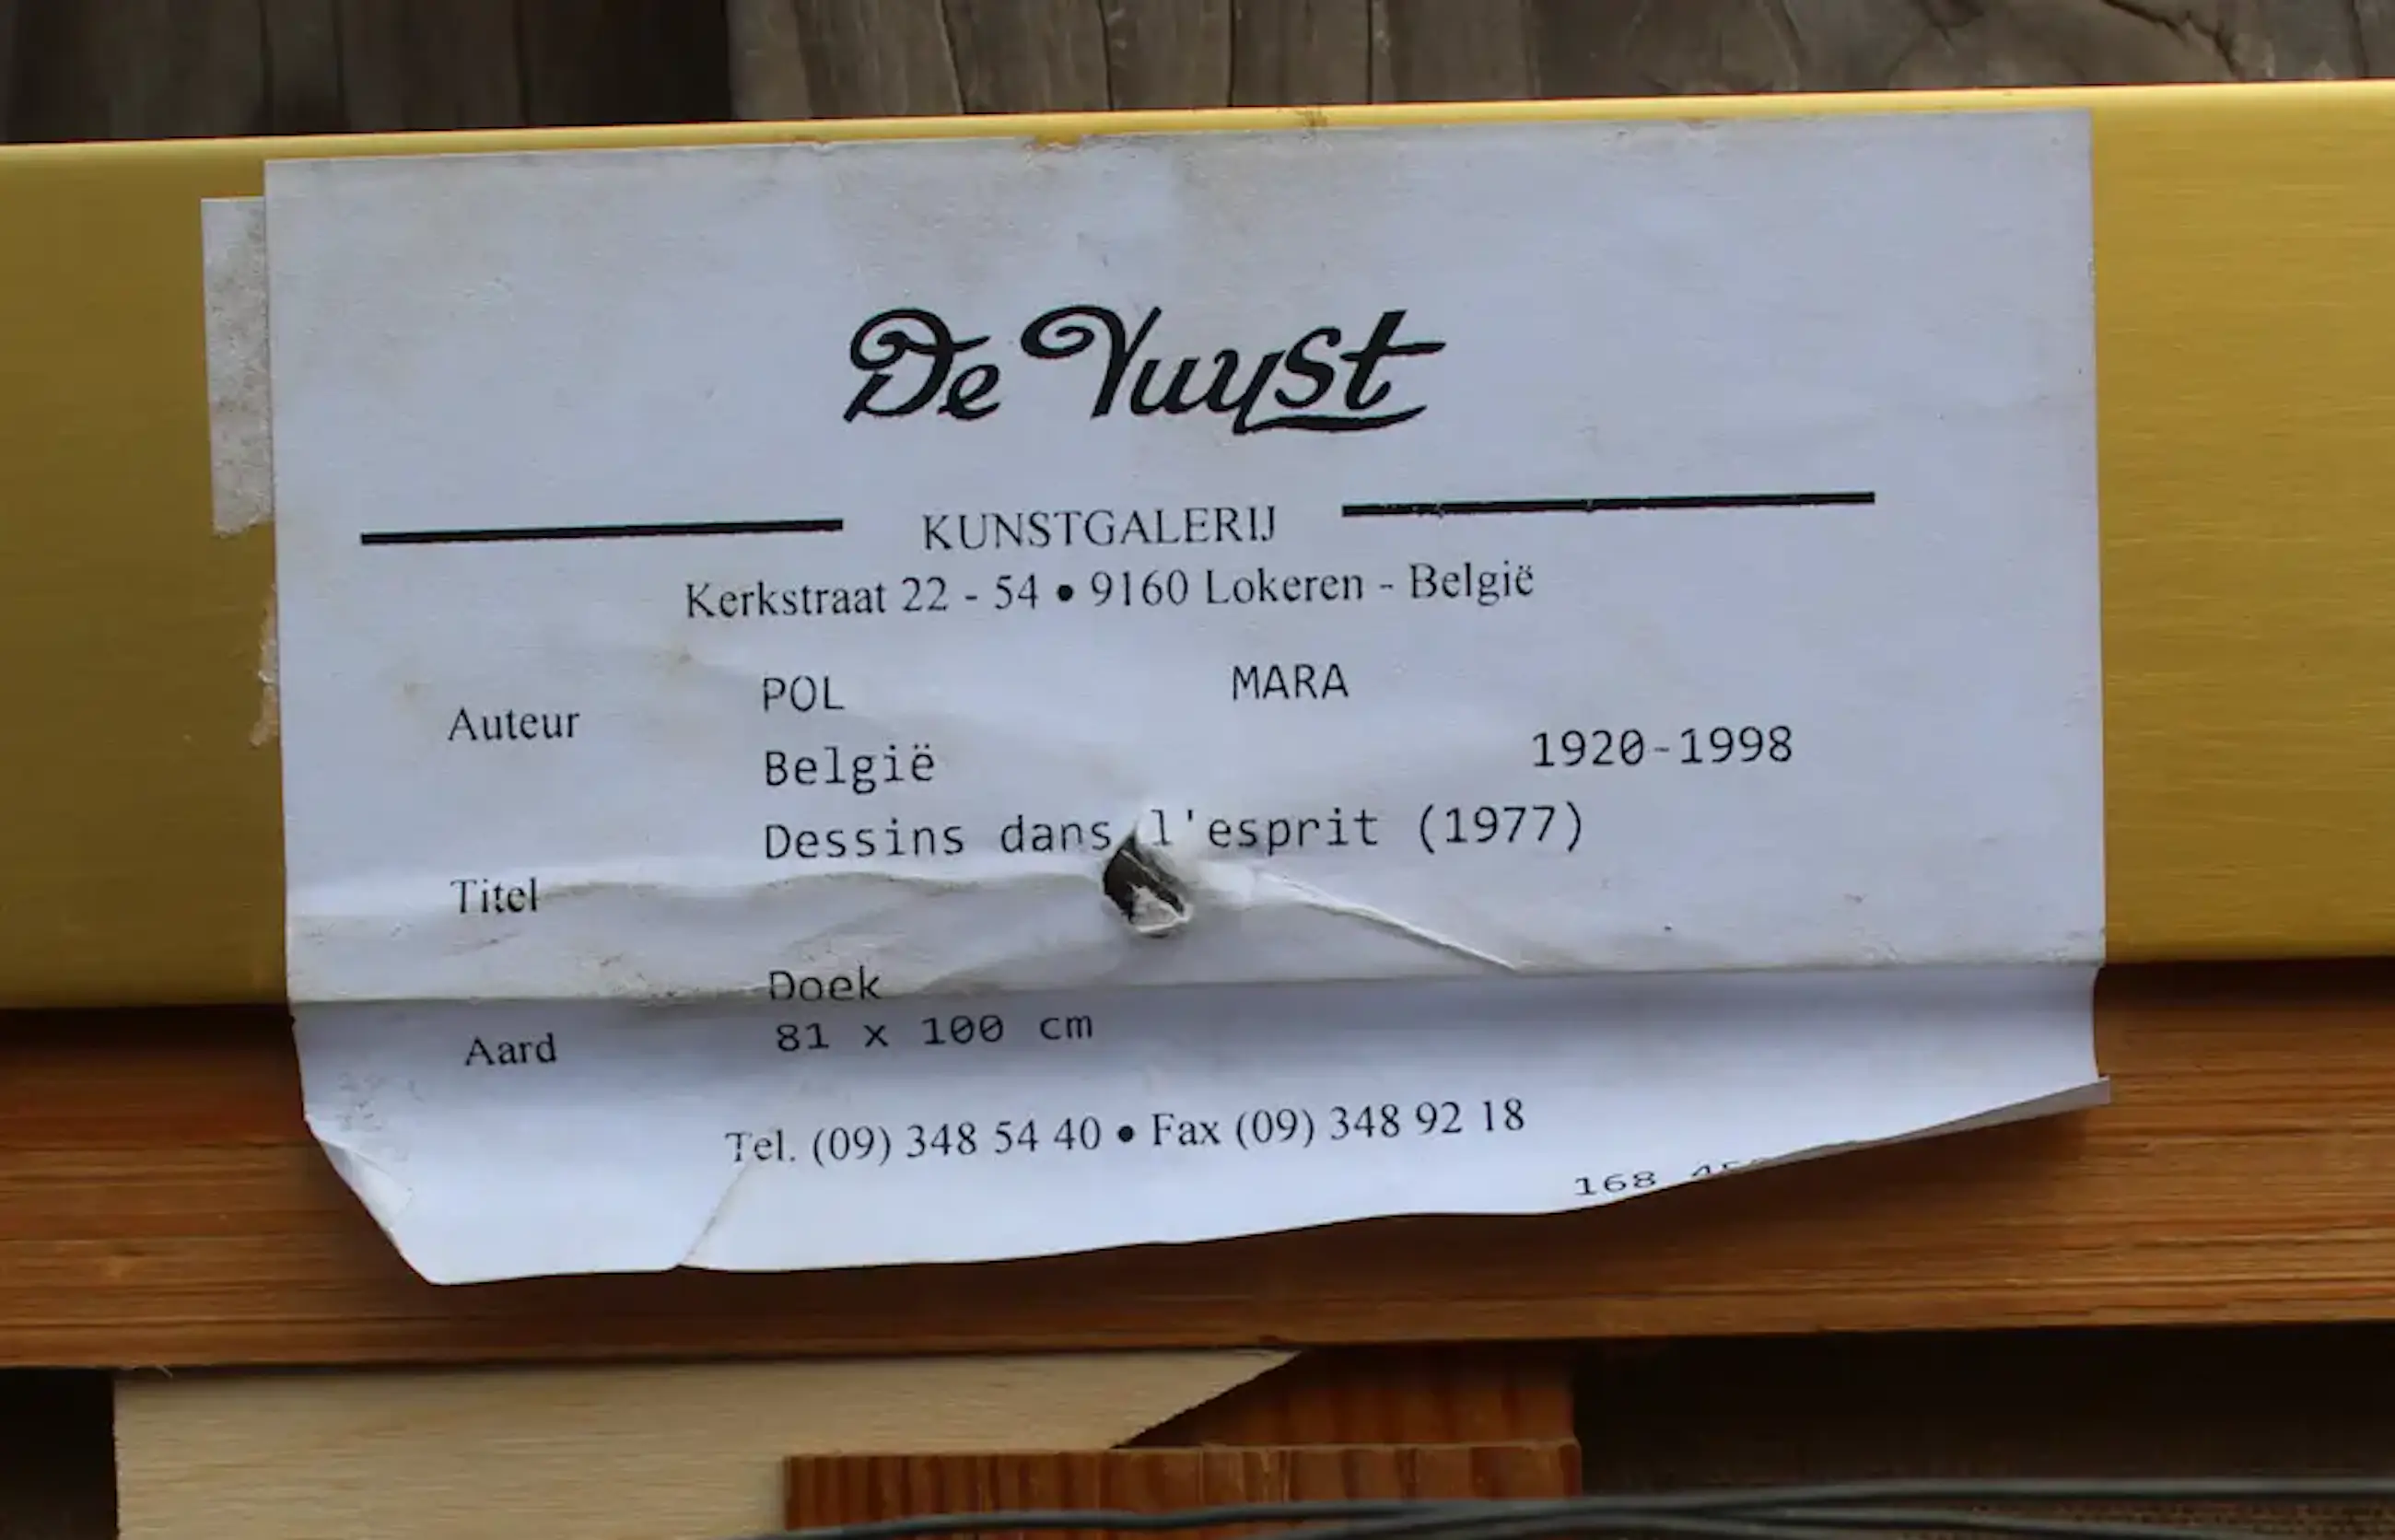 De Vuyst
KUNSTGALERIJ
Kerkstraat 22 - 54 • 9160 Lokeren - België
Auteur POL MARA
België 1920-1998
Dessins dans l'esprit (1977)
Titel
Doek
Aard 81 x 100 cm
Tel. (09) 348 54 40 • Fax (09) 348 92 18
168